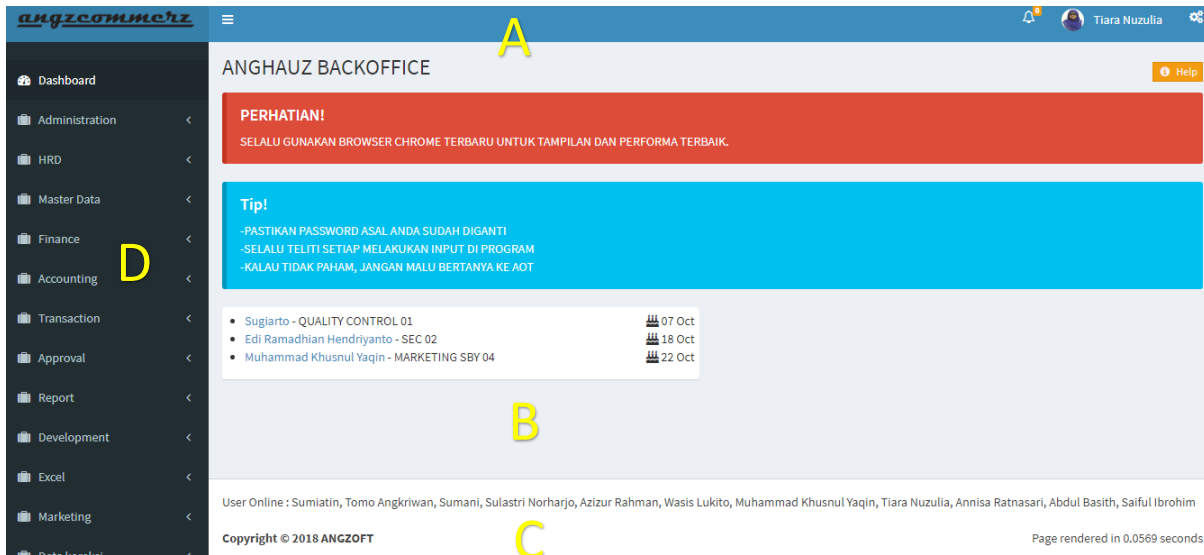 angzcommerz
A
0
Tiara Nuzulia
Dashboard
Administration
HRD
Master Data
Finance
D
Accounting
Transaction
Approval
Report
Development
Excel
Marketing
Data koreksi
ANGHAUZ BACKOFFICE
Help
PERHATIAN!
SELALU GUNAKAN BROWSER CHROME TERBARU UNTUK TAMPILAN DAN PERFORMA TERBAIK.
Tip!
-PASTIKAN PASSWORD ASAL ANDA SUDAH DIGANTI
-SELALU TELITI SETIAP MELAKUKAN INPUT DI PROGRAM
-KALAU TIDAK PAHAM, JANGAN MALU BERTANYA KE AOT
Sugiarto - QUALITY CONTROL 01 07 Oct
Edi Ramadhian Hendriyanto - SEC 02 18 Oct
Muhammad Khusnul Yaqin - MARKETING SBY 04 22 Oct
B
User Online : Sumiatin, Tomo Angkriwan, Sumani, Sulastri Norharjo, Azizur Rahman, Wasis Lukito, Muhammad Khusnul Yaqin, Tiara Nuzulia, Annisa Ratnasari, Abdul Basith, Saiful Ibrohim
C
Copyright © 2018 ANGZOFT Page rendered in 0.0569 seconds